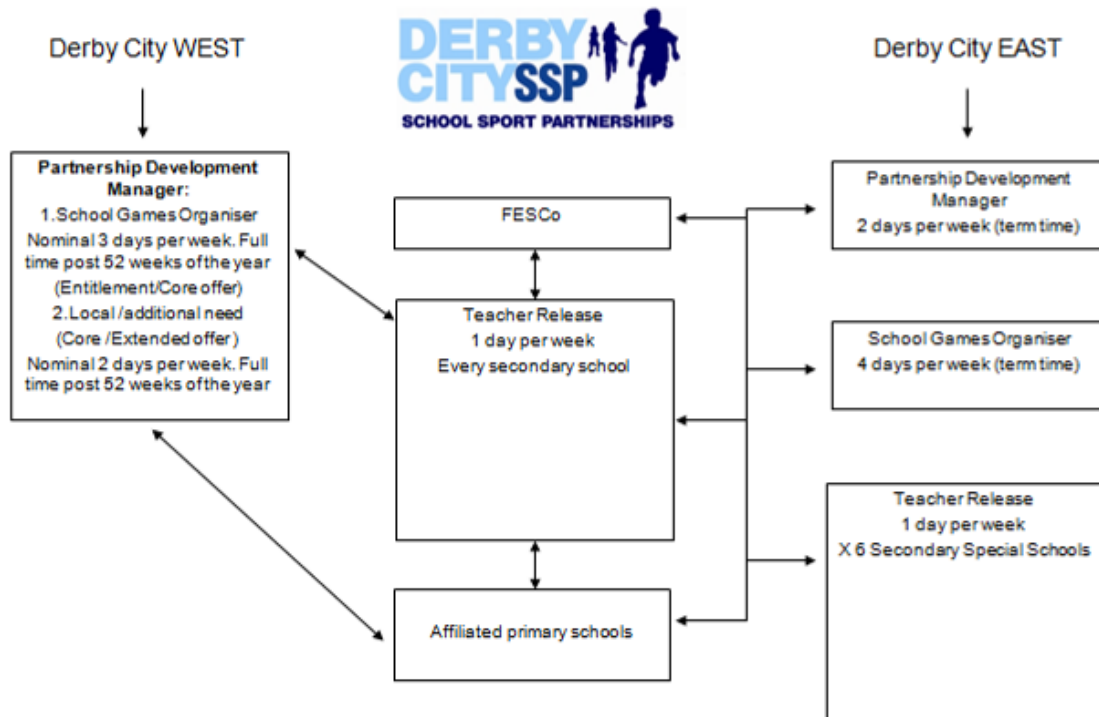 Derby City WEST
DERBY
CITYSSP
SCHOOL SPORT PARTNERSHIPS
Derby City EAST
Partnership Development
Manager:
1.School Games Organiser
Nominal 3 days per week. Full
time post 52 weeks of the year
(Entitlement/Core offer)
2.Local /additional need
(Core /Extended offer )
Nominal 2 days per week. Full
time post 52 weeks of the year
FESCo
Teacher Release
1 day per week
Every secondary school
Affiliated primary schools
Partnership Development
Manager
2 days per week (term time)
School Games Organiser
4 days per week (term time)
Teacher Release
1 day per week
X 6 Secondary Special Schools